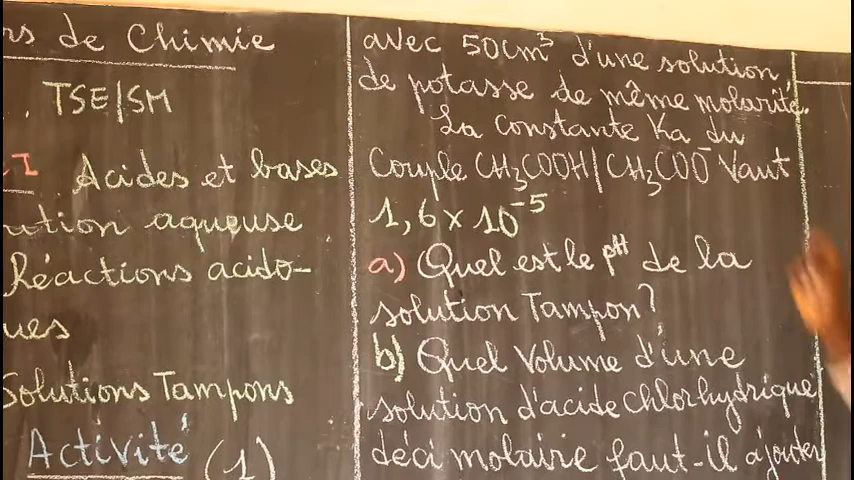 rs de Chimie
TSE/SM
I Acides et bases
ution aqueuse
Réactions acido-
ues
Solutions Tampons
Activité (1)
avec 50cm³ d'une solution
de potasse de même molarité.
La Constante Ka du
Couple CH₃COOH/CH₃COO⁻ Vaut
1,6 x 10⁻⁵
a) Quel est le pH de la
solution Tampon?
b) Quel Volume d'une
solution d'acide chlorhydrique
déci molaire faut-il ajouter